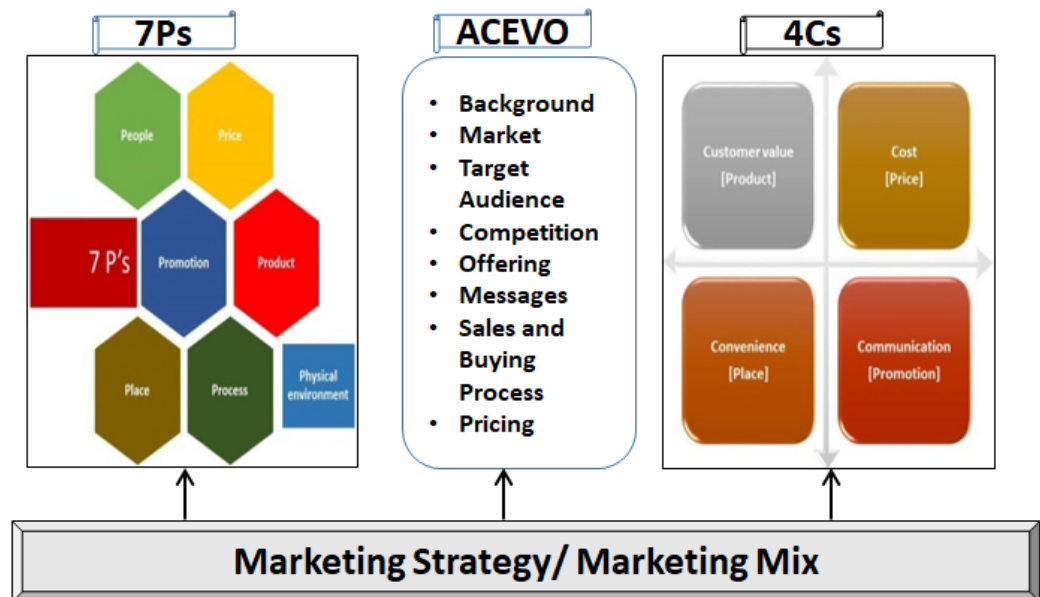 7Ps
ACEVO
4Cs
People
Price
7 P's
Promotion
Product
Place
Process
Physical
environment
• Background
• Market
• Target
Audience
• Competition
• Offering
• Messages
• Sales and
Buying
Process
• Pricing
Customer value
[Product]
Cost
[Price]
Convenience
[Place]
Communication
[Promotion]
Marketing Strategy/ Marketing Mix